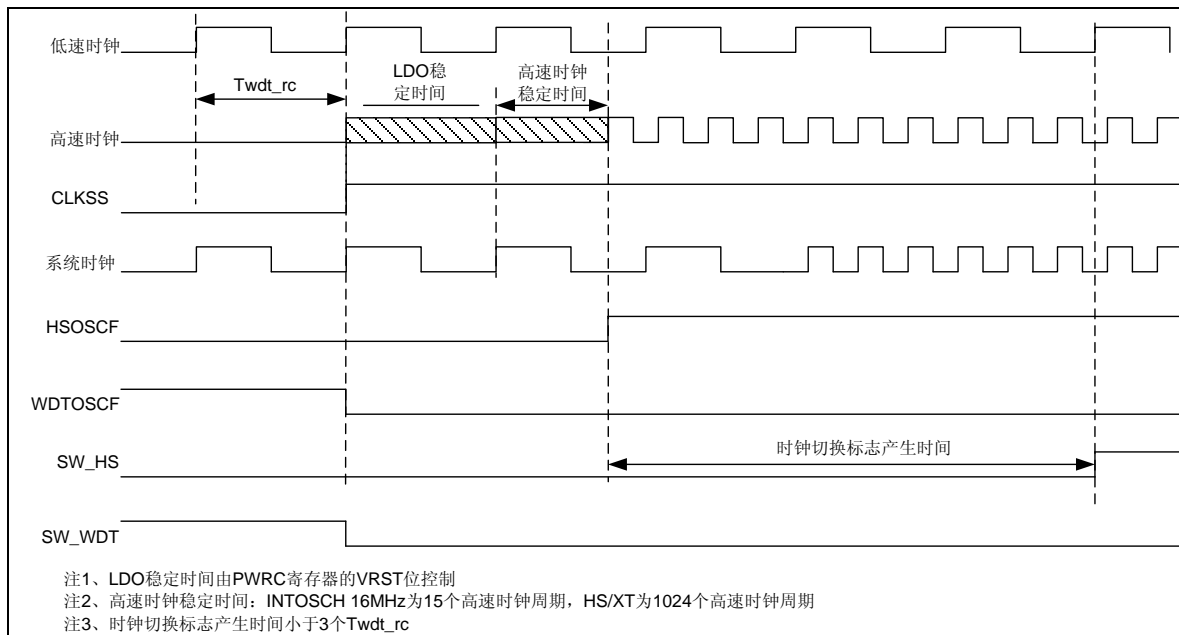 低速时钟
Twdt_rc
LDO稳
定时间
高速时钟
稳定时间
高速时钟
CLKSS
系统时钟
HSOSCF
WDTOSCF
时钟切换标志产生时间
SW_HS
SW_WDT
注1、LDO稳定时间由PWRC寄存器的VRST位控制
注2、高速时钟稳定时间：INTOSCH 16MHz为15个高速时钟周期，HS/XT为1024个高速时钟周期
注3、时钟切换标志产生时间小于3个Twdt_rc